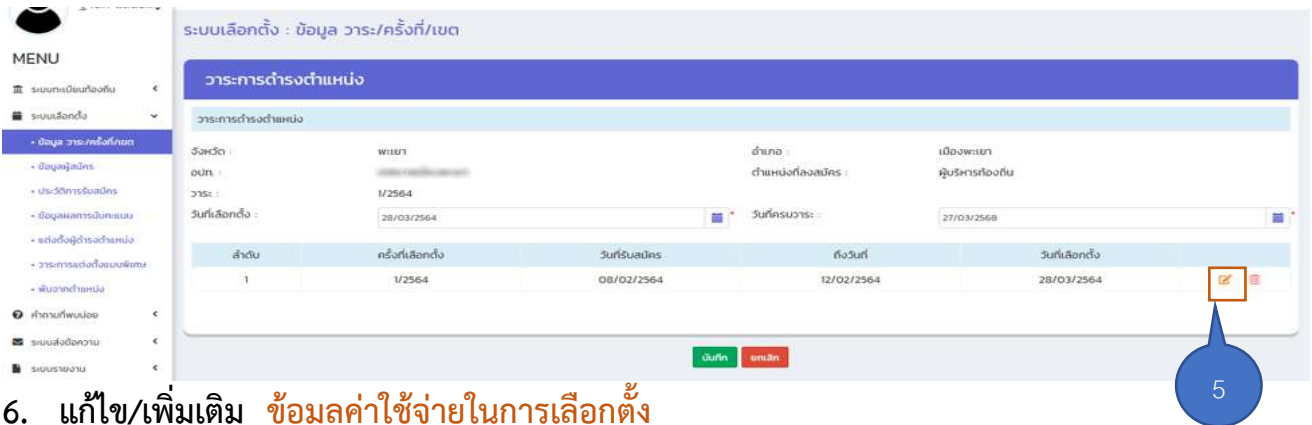 ระบบเลือกตั้ง : ข้อมูล วาระ/ครั้งที่/เขต
MENU
ระบบทะเบียนท้องถิ่น
ระบบเลือกตั้ง
• ข้อมูล วาระ/ครั้งที่/เขต
• ข้อมูลผู้สมัคร
• ประวัติการรับสมัคร
• ข้อมูลผลการนับคะแนน
• แต่งตั้งผู้ดำรงตำแหน่ง
• วาระการแต่งตั้งแบบพิเศษ
• พ้นจากตำแหน่ง
คำถามที่พบบ่อย
ระบบส่งข้อความ
ระบบรายงาน
วาระการดำรงตำแหน่ง
วาระการดำรงตำแหน่ง
จังหวัด : พะเยา อำเภอ : เมืองพะเยา
อปท. : ตำแหน่งที่ลงสมัคร : ผู้บริหารท้องถิ่น
วาระ : 1/2564
วันที่เลือกตั้ง : 28/03/2564 * วันที่ครบวาระ : 27/03/2568 *
ลำดับ ครั้งที่เลือกตั้ง วันที่รับสมัคร ถึงวันที่ วันที่เลือกตั้ง
1 1/2564 08/02/2564 12/02/2564 28/03/2564
บันทึก ยกเลิก
5
6. แก้ไข/เพิ่มเติม ข้อมลค่าใช้จ่ายในการเลือกตั้ง